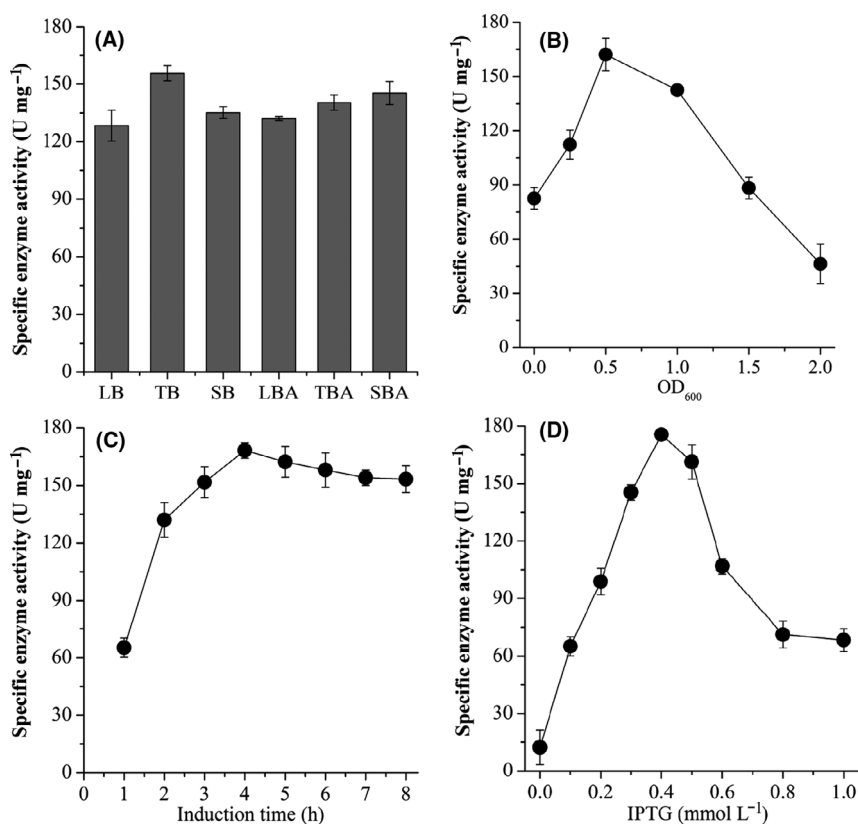 (A)
Specific enzyme activity (U mg⁻¹)
180
150
120
90
60
30
0
LB TB SB LBA TBA SBA
(B)
Specific enzyme activity (U mg⁻¹)
180
150
120
90
60
30
0
0.0 0.5 1.0 1.5 2.0
OD₆₀₀
(C)
Specific enzyme activity (U mg⁻¹)
180
150
120
90
60
30
0
1 2 3 4 5 6 7 8
Induction time (h)
(D)
Specific enzyme activity (U mg⁻¹)
180
150
120
90
60
30
0
0.0 0.2 0.4 0.6 0.8 1.0
IPTG (mmol L⁻¹)